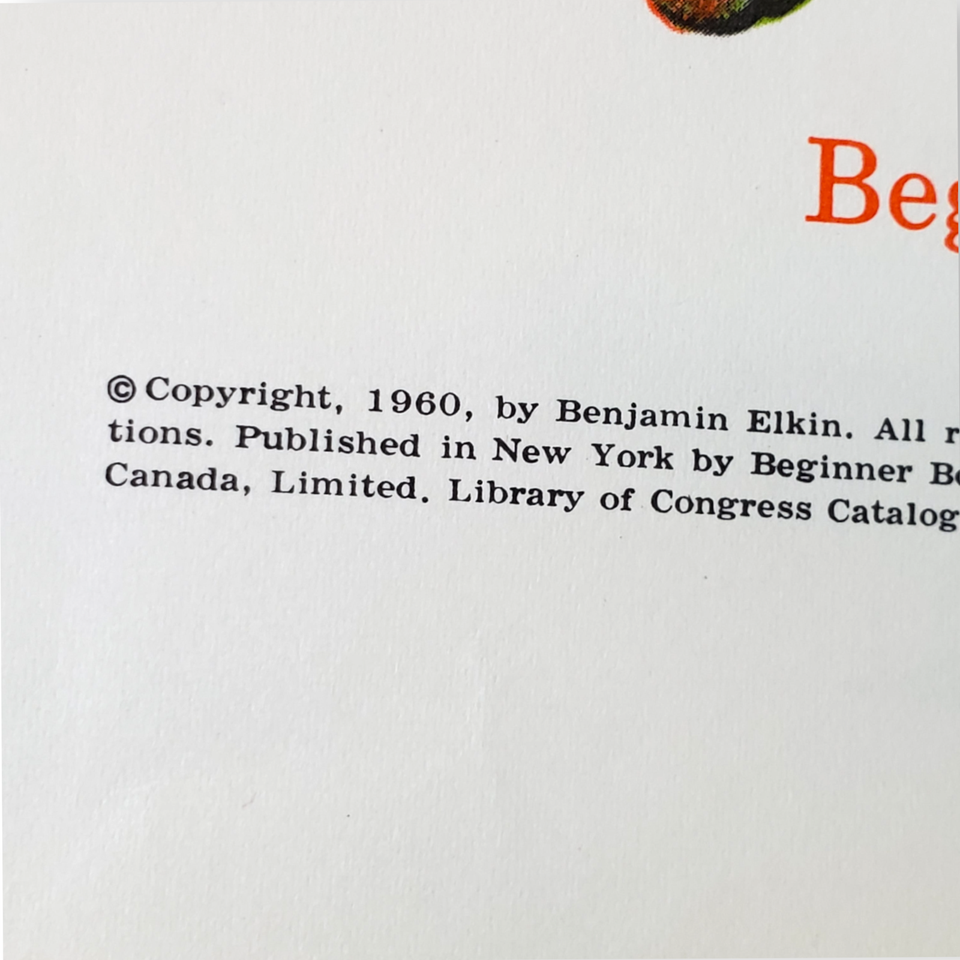 Beg
© Copyright, 1960, by Benjamin Elkin. All r
tions. Published in New York by Beginner Bo
Canada, Limited. Library of Congress Catalog